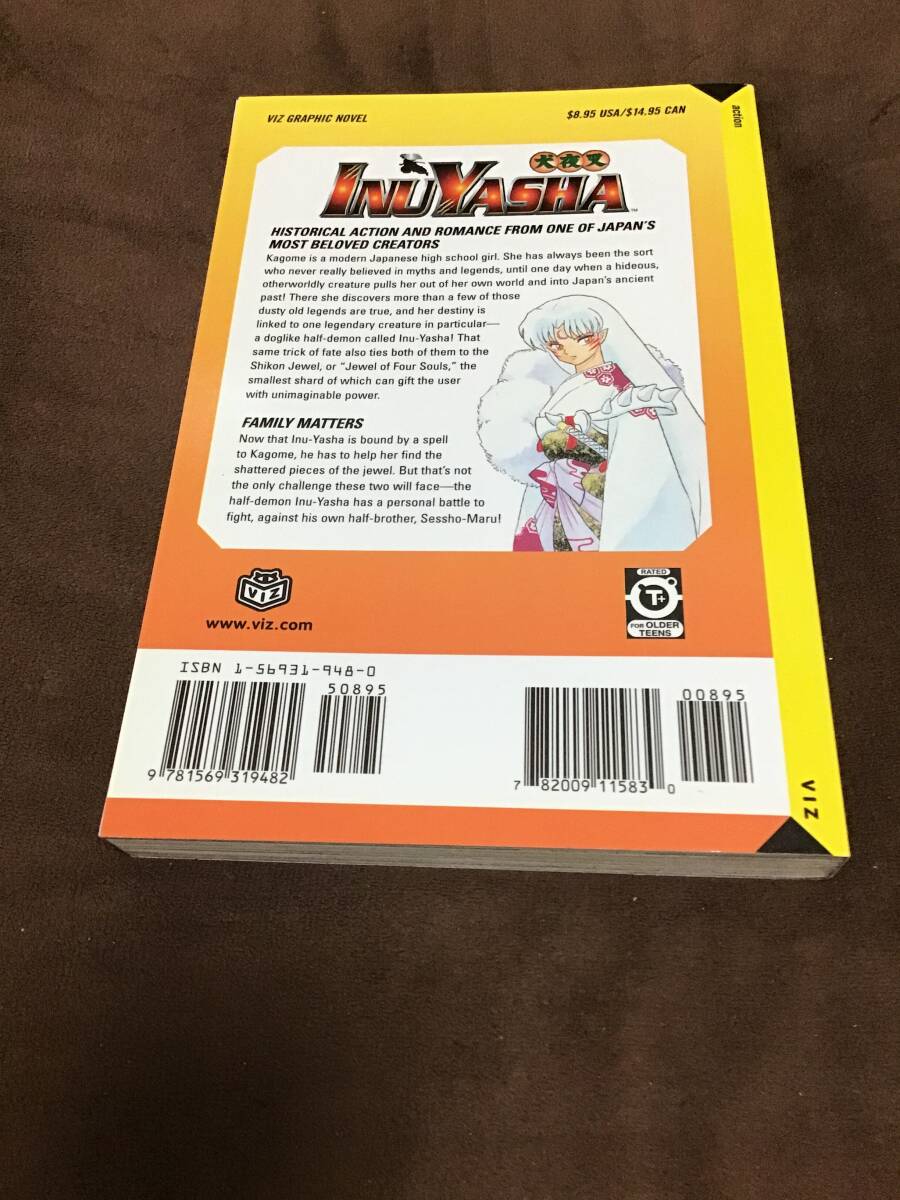 VIZ GRAPHIC NOVEL
$8.95 USA/$14.95 CAN
action
犬夜叉
INUYASHA™
HISTORICAL ACTION AND ROMANCE FROM ONE OF JAPAN'S
MOST BELOVED CREATORS
Kagome is a modern Japanese high school girl. She has always been the sort
who never really believed in myths and legends, until one day when a hideous,
otherworldly creature pulls her out of her own world and into Japan's ancient
past! There she discovers more than a few of those
dusty old legends are true, and her destiny is
linked to one legendary creature in particular—
a doglike half-demon called Inu-Yasha! That
same trick of fate also ties both of them to the
Shikon Jewel, or "Jewel of Four Souls," the
smallest shard of which can gift the user
with unimaginable power.
FAMILY MATTERS
Now that Inu-Yasha is bound by a spell
to Kagome, he has to help her find the
shattered pieces of the jewel. But that's not
the only challenge these two will face—the
half-demon Inu-Yasha has a personal battle to
fight, against his own half-brother, Sessho-Maru!
VIZ
www.viz.com
RATED
T+
FOR OLDER
TEENS
ISBN 1-56931-948-0
50895
9 781569 319482
00895
7 82009 11583 0
VIZ